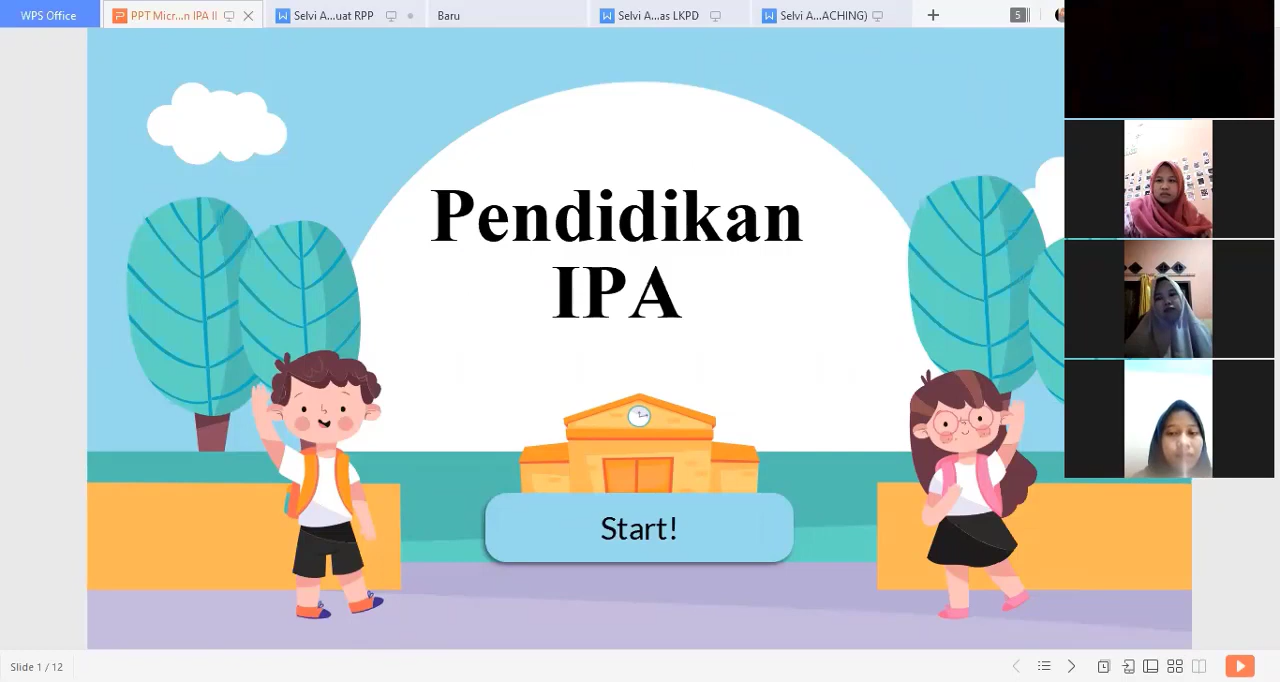 WPS Office
PPT Micr...n IPA II
Selvi A...uat RPP
Baru
Selvi A...as LKPD
Selvi A...ACHING)
5
Pendidikan
IPA
Start!
Slide 1 / 12